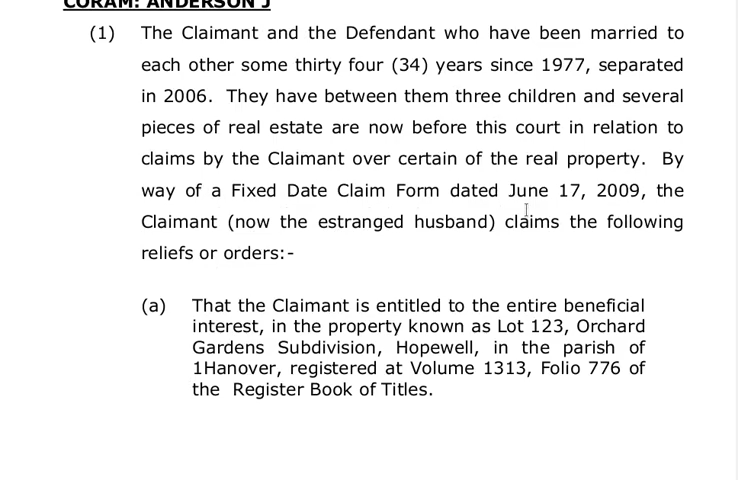 CORAM: ANDERSON J
(1) The Claimant and the Defendant who have been married to
each other some thirty four (34) years since 1977, separated
in 2006. They have between them three children and several
pieces of real estate are now before this court in relation to
claims by the Claimant over certain of the real property. By
way of a Fixed Date Claim Form dated June 17, 2009, the
Claimant (now the estranged husband) claims the following
reliefs or orders:-
(a) That the Claimant is entitled to the entire beneficial
interest, in the property known as Lot 123, Orchard
Gardens Subdivision, Hopewell, in the parish of
1Hanover, registered at Volume 1313, Folio 776 of
the Register Book of Titles.